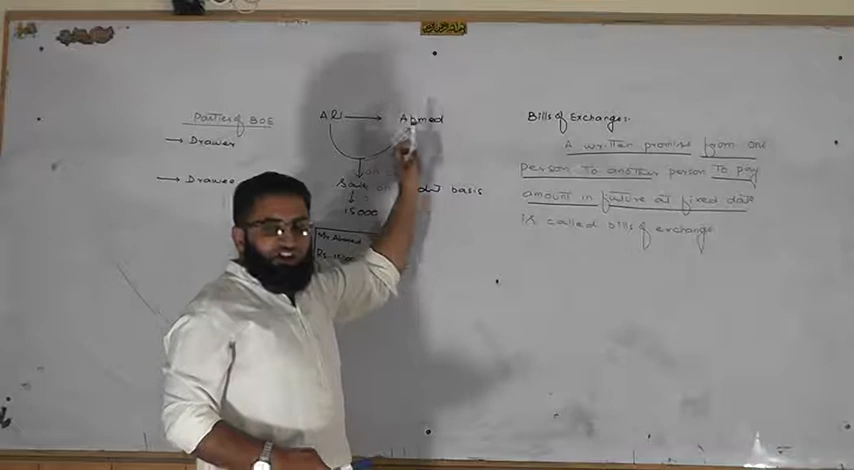 Parties of BOE
→ Drawer
→ Drawee
Ali → Ahmed
Sale on basis
15000
Mr Ahmed
Rs. 15000
Bills of Exchange:.
A written promise from one
person to another person to pay
amount in future at fixed date
is called bills of exchange